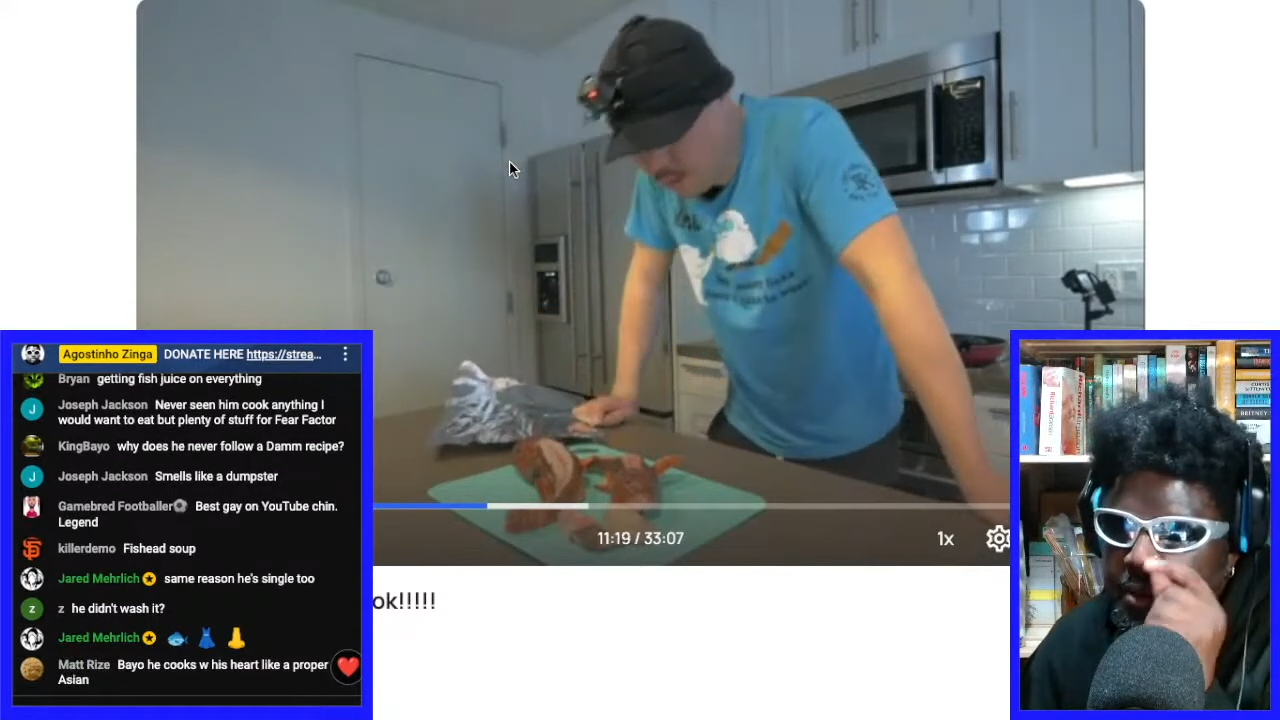 11:19 / 33:07
1x
ok!!!!!
Agostinho Zinga DONATE HERE https://strea...
Bryan getting fish juice on everything
Joseph Jackson Never seen him cook anything I
would want to eat but plenty of stuff for Fear Factor
KingBayo why does he never follow a Damm recipe?
Joseph Jackson Smells like a dumpster
Gamebred Footballer Best gay on YouTube chin.
Legend
killerdemo Fishead soup
Jared Mehrlich same reason he's single too
z he didn't wash it?
Jared Mehrlich
Matt Rize Bayo he cooks w his heart like a proper
Asian
J
J
z